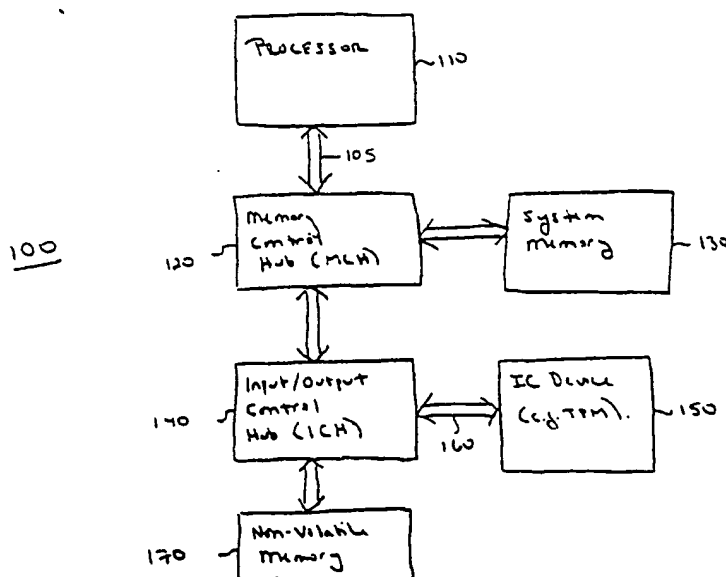 PROCESSOR
110
105
100
Memory
Control
Hub (MCH)
120
System
Memory
130
Input/Output
Control
Hub (ICH)
140
IC Device
(e.g. TPM).
150
160
Non-Volatile
Memory
170